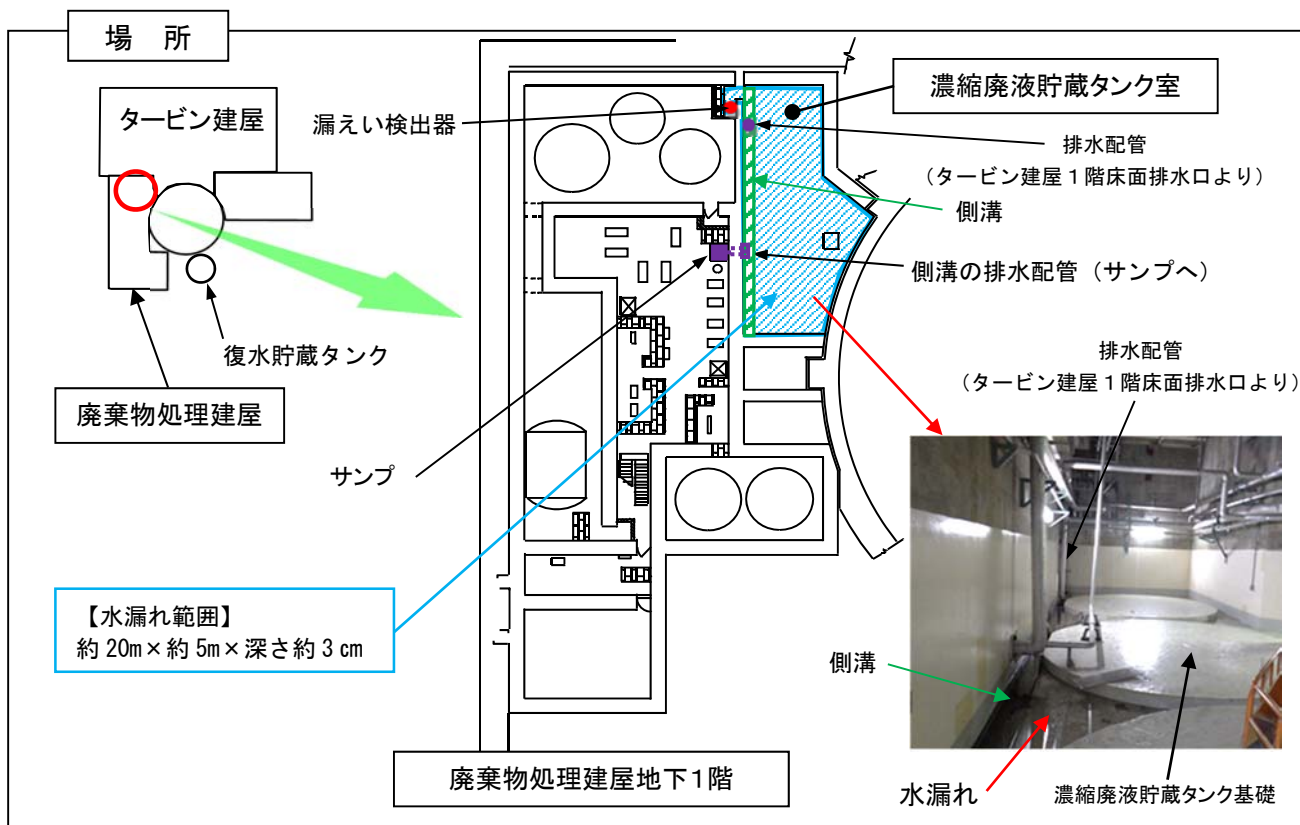 場　所
タービン建屋
漏えい検出器
濃縮廃液貯蔵タンク室
排水配管
（タービン建屋１階床面排水口より）
側溝
側溝の排水配管（サンプへ）
復水貯蔵タンク
廃棄物処理建屋
サンプ
排水配管
（タービン建屋１階床面排水口より）
【水漏れ範囲】
約 20m×約 5m×深さ約 3 ㎝
側溝
水漏れ
濃縮廃液貯蔵タンク基礎
廃棄物処理建屋地下１階